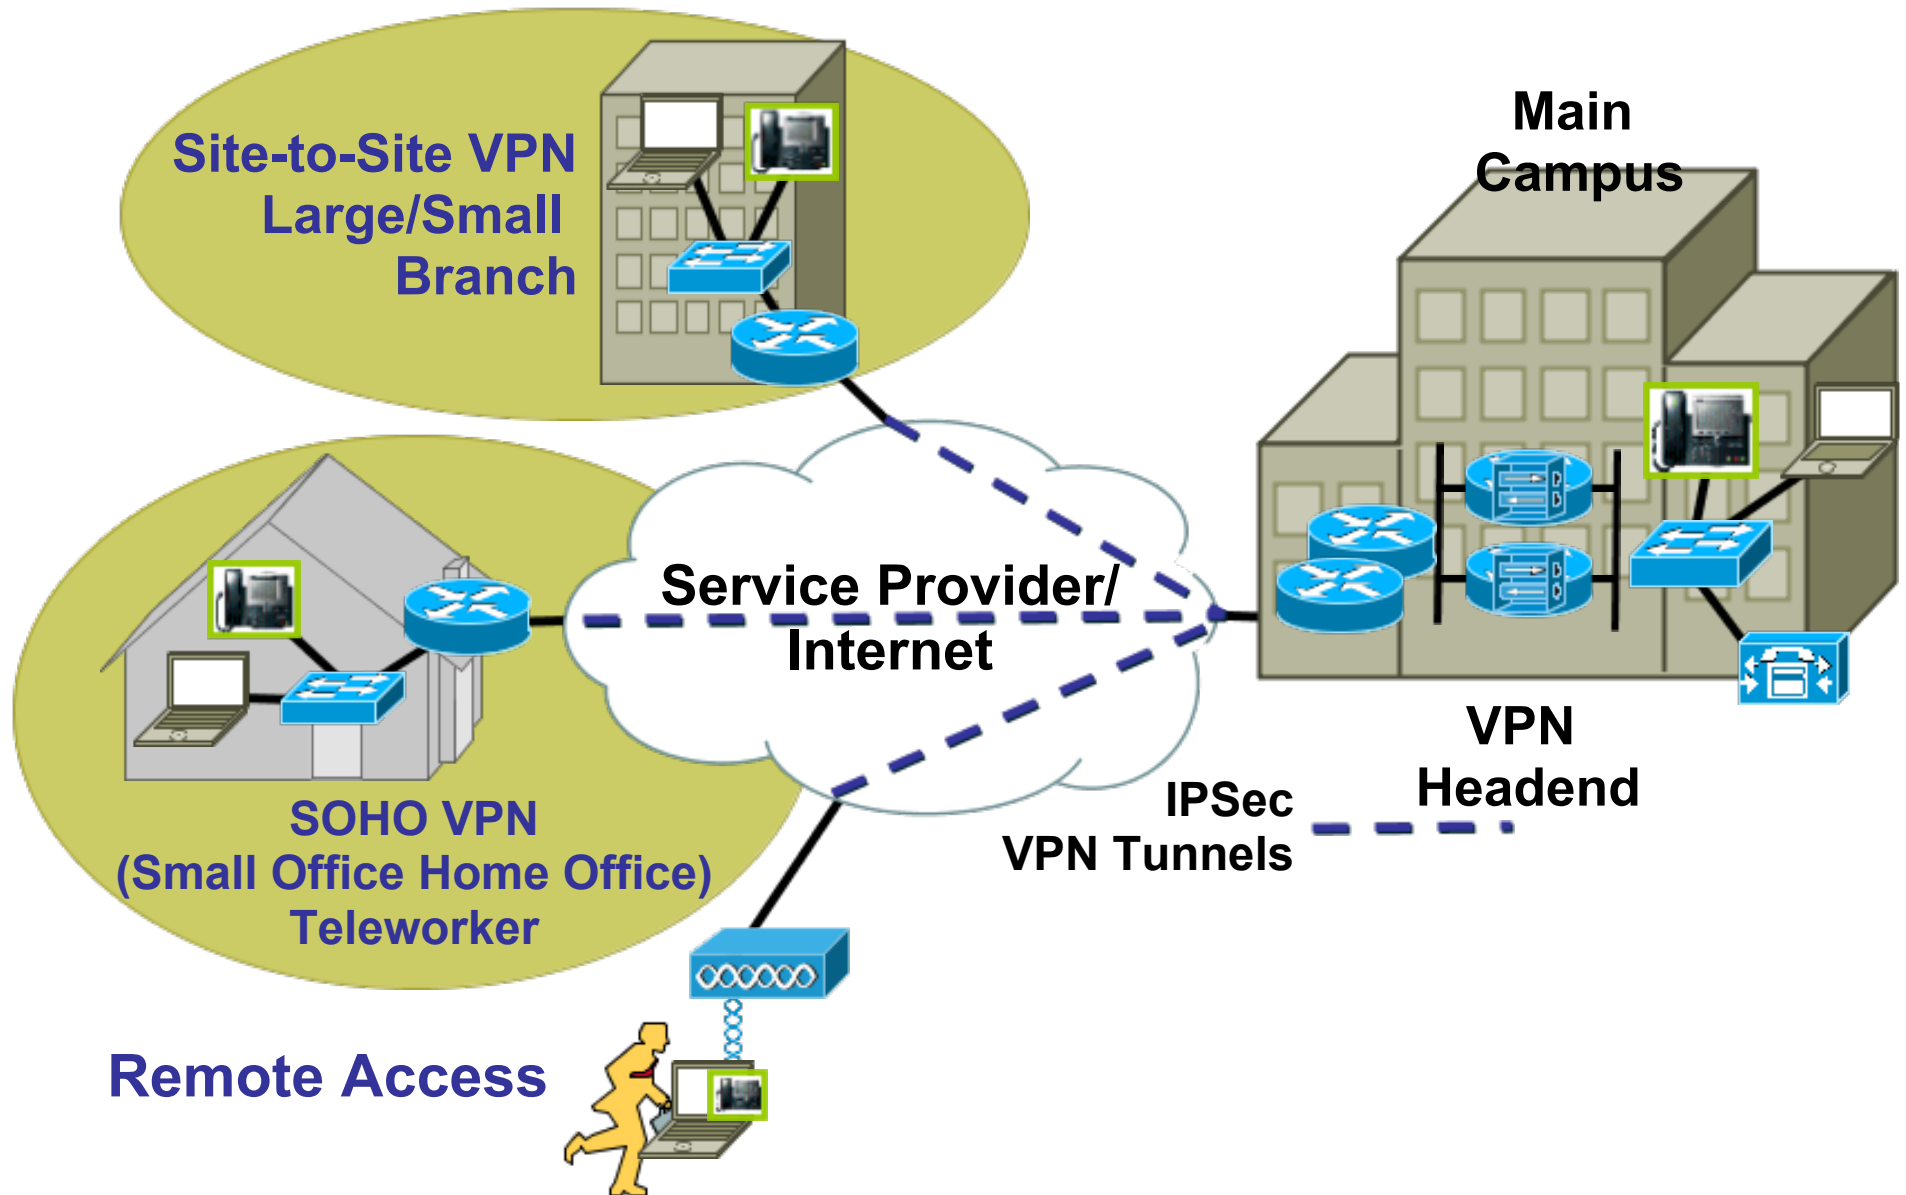 Site-to-Site VPN
Large/Small
Branch
Main
Campus
Service Provider/
Internet
SOHO VPN
(Small Office Home Office)
Teleworker
VPN
Headend
IPSec
VPN Tunnels
Remote Access